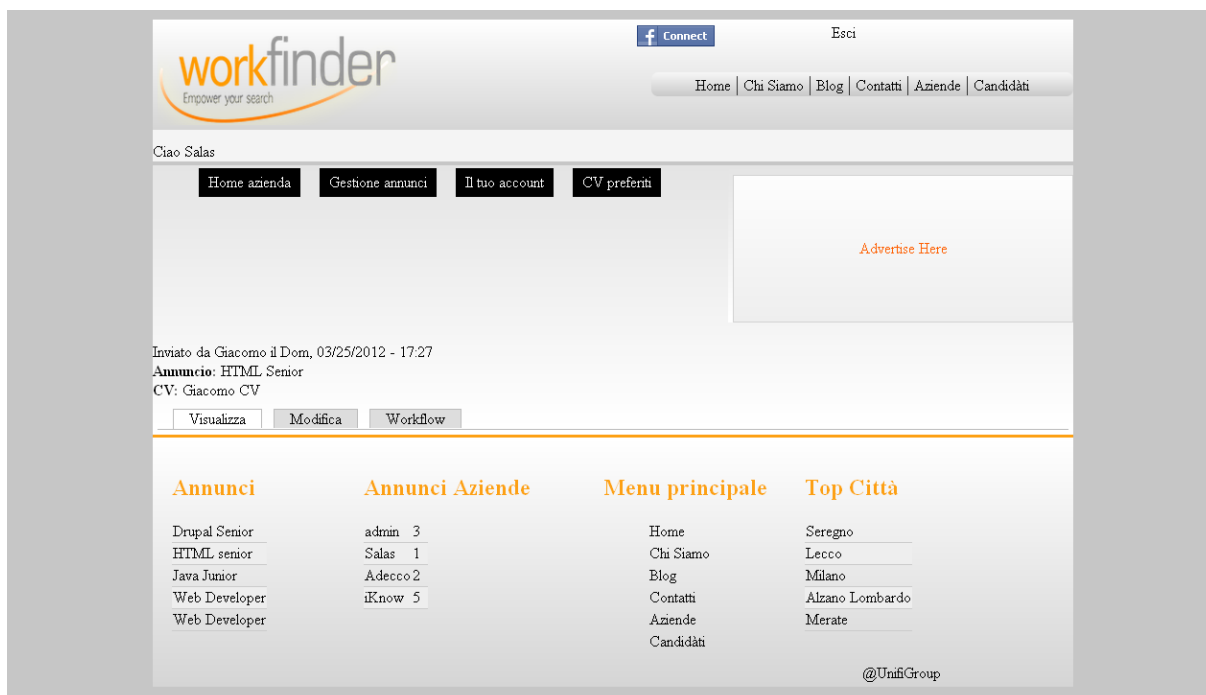 workfinder
Empower your search
f Connect
Esci
Home | Chi Siamo | Blog | Contatti | Aziende | Candidàti
Ciao Salas
Home azienda Gestione annunci Il tuo account CV preferiti
Advertise Here
Inviato da Giacomo il Dom, 03/25/2012 - 17:27
Annuncio: HTML Senior
CV: Giacomo CV
Visualizza Modifica Workflow
Annunci
Drupal Senior
HTML senior
Java Junior
Web Developer
Web Developer
Annunci Aziende
admin 3
Salas 1
Adecco 2
iKnow 5
Menu principale
Home
Chi Siamo
Blog
Contatti
Aziende
Candidàti
Top Città
Seregno
Lecco
Milano
Alzano Lombardo
Merate
@UnifiGroup